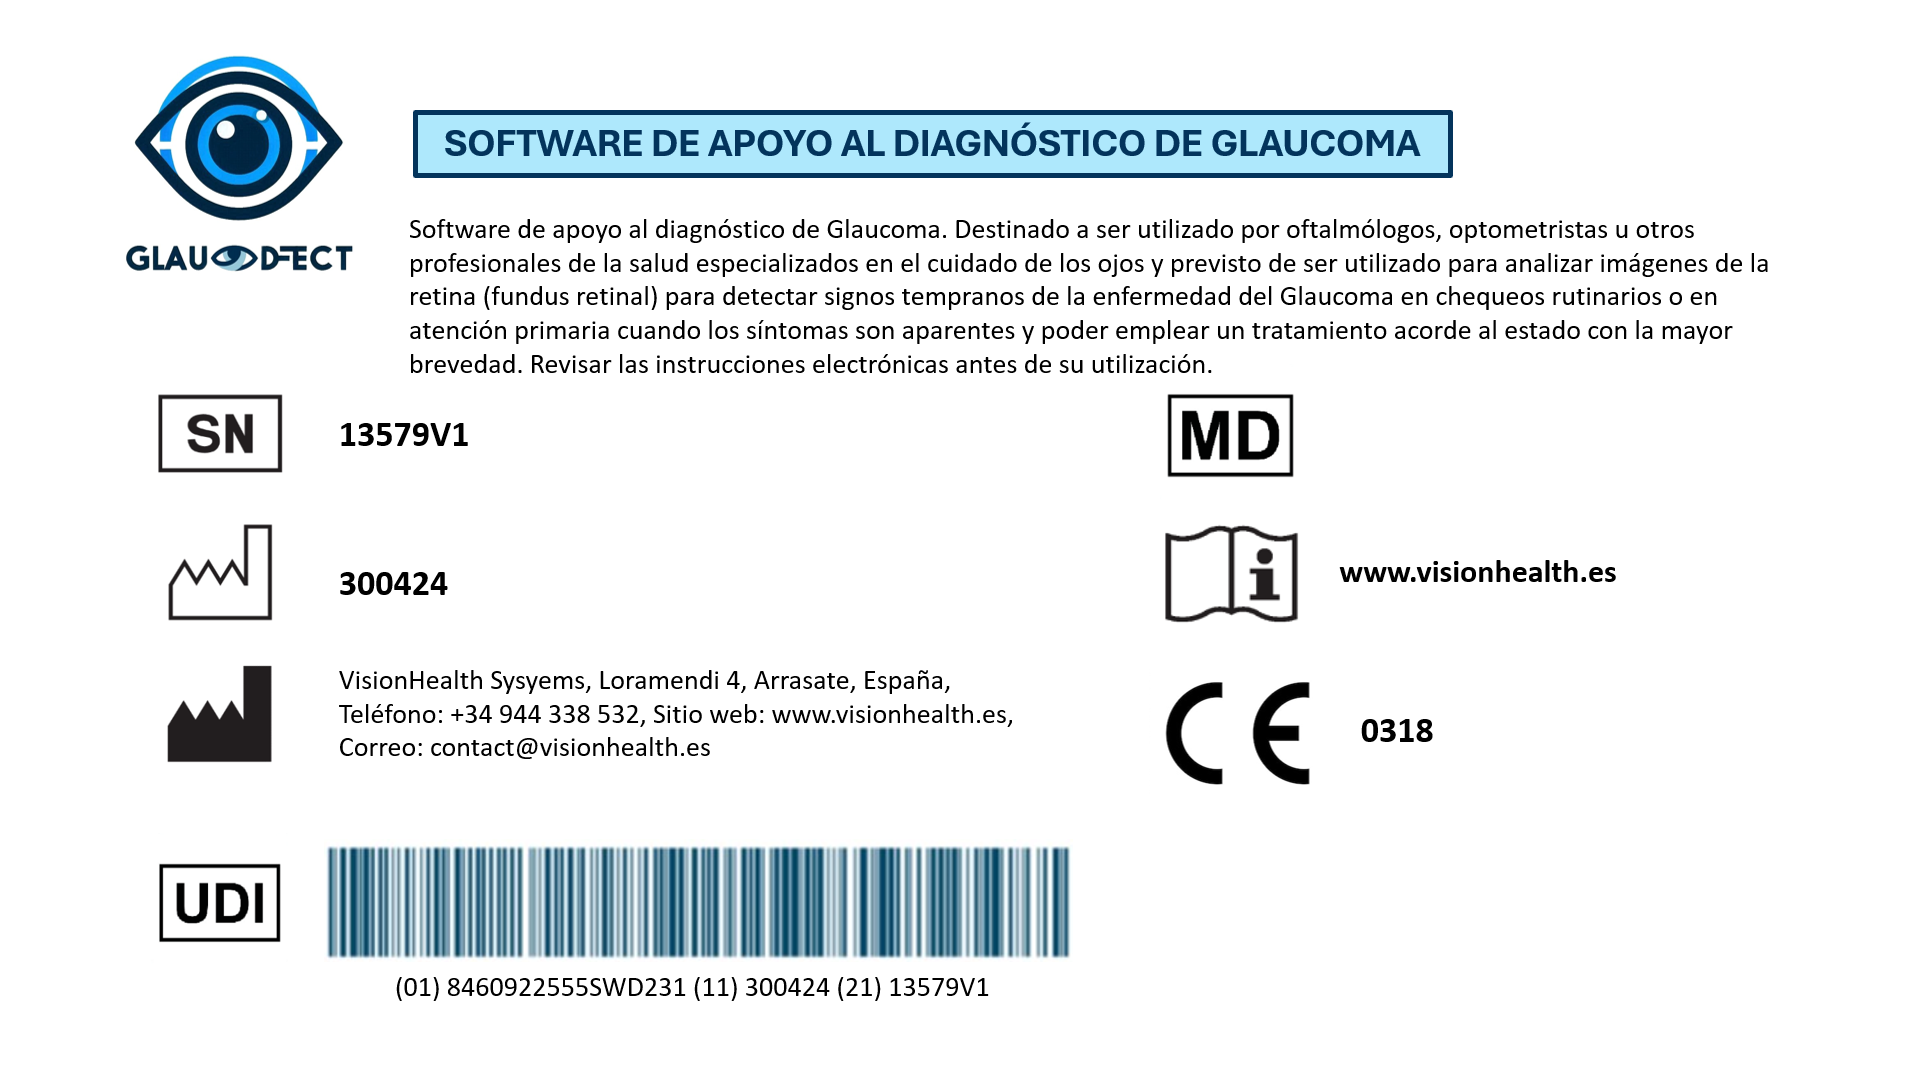 SOFTWARE DE APOYO AL DIAGNÓSTICO DE GLAUCOMA
GLAU DFECT
Software de apoyo al diagnóstico de Glaucoma. Destinado a ser utilizado por oftalmólogos, optometristas u otros
profesionales de la salud especializados en el cuidado de los ojos y previsto de ser utilizado para analizar imágenes de la
retina (fundus retinal) para detectar signos tempranos de la enfermedad del Glaucoma en chequeos rutinarios o en
atención primaria cuando los síntomas son aparentes y poder emplear un tratamiento acorde al estado con la mayor
brevedad. Revisar las instrucciones electrónicas antes de su utilización.
SN 13579V1
MD
300424
i www.visionhealth.es
VisionHealth Sysyems, Loramendi 4, Arrasate, España,
Teléfono: +34 944 338 532, Sitio web: www.visionhealth.es,
Correo: contact@visionhealth.es
CE 0318
UDI
(01) 8460922555SWD231 (11) 300424 (21) 13579V1